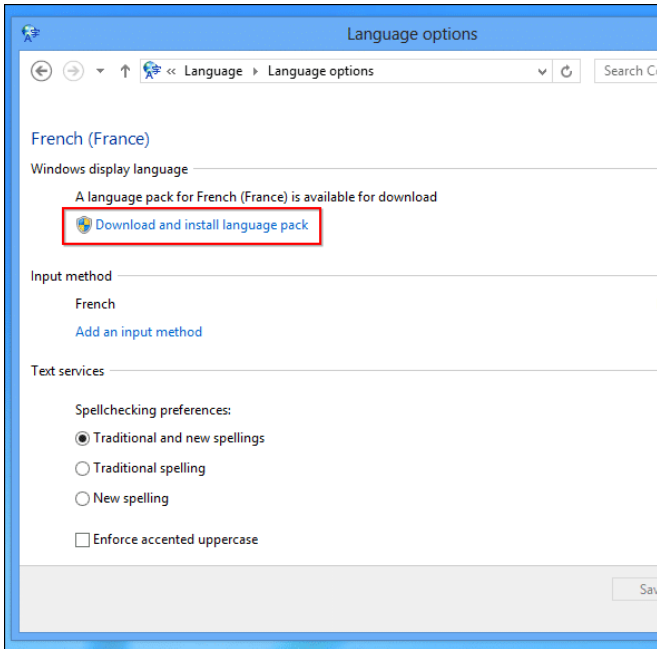 Language options
« Language Language options
Search C
French (France)
Windows display language
A language pack for French (France) is available for download
Download and install language pack
Input method
French
Add an input method
Text services
Spellchecking preferences:
Traditional and new spellings
Traditional spelling
New spelling
Enforce accented uppercase
Sav